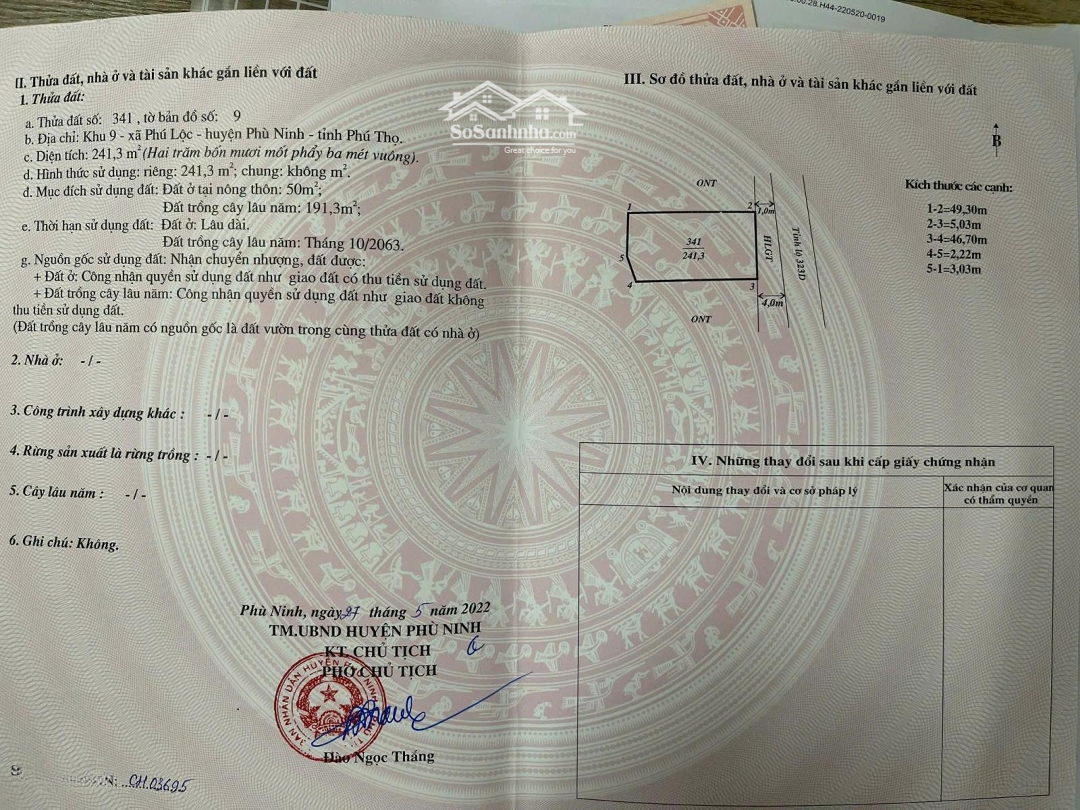 00.28.H44-220520-0019
II. Thửa đất, nhà ở và tài sản khác gắn liền với đất
1. Thửa đất:
a. Thửa đất số: 341 , tờ bản đồ số: 9
b. Địa chỉ: Khu 9 - xã Phú Lộc - huyện Phù Ninh - tỉnh Phú Thọ.
c. Diện tích: 241,3 m² (Hai trăm bốn mươi mốt phẩy ba mét vuông).
d. Hình thức sử dụng: riêng: 241,3 m²; chung: không m².
đ. Mục đích sử dụng đất: Đất ở tại nông thôn: 50m²;
Đất trồng cây lâu năm: 191,3m²;
e. Thời hạn sử dụng đất: Đất ở: Lâu dài.
Đất trồng cây lâu năm: Tháng 10/2063.
g. Nguồn gốc sử dụng đất: Nhận chuyển nhượng, đất được:
+ Đất ở: Công nhận quyền sử dụng đất như giao đất có thu tiền sử dụng đất.
+ Đất trồng cây lâu năm: Công nhận quyền sử dụng đất như giao đất không
thu tiền sử dụng đất.
(Đất trồng cây lâu năm có nguồn gốc là đất vườn trong cùng thửa đất có nhà ở)
2. Nhà ở: - / -
3. Công trình xây dựng khác : - / -
4. Rừng sản xuất là rừng trồng : - / -
5. Cây lâu năm : - / -
6. Ghi chú: Không.
Phù Ninh, ngày 27 tháng 5 năm 2022
TM.UBND HUYỆN PHÙ NINH
KT. CHỦ TỊCH
PHÓ CHỦ TỊCH
Đào Ngọc Thắng
CH.03695
SoSanhnha.com
Great choice for you
III. Sơ đồ thửa đất, nhà ở và tài sản khác gắn liền với đất
B
ONT
1
2
1,0m
341
241,3
HLGT
Tỉnh lộ 323D
5
4
3
4,0m
ONT
Kích thước các cạnh:
1-2=49,30m
2-3=5,03m
3-4=46,70m
4-5=2,22m
5-1=3,03m
IV. Những thay đổi sau khi cấp giấy chứng nhận
Nội dung thay đổi và cơ sở pháp lý
Xác nhận của cơ quan
có thẩm quyền